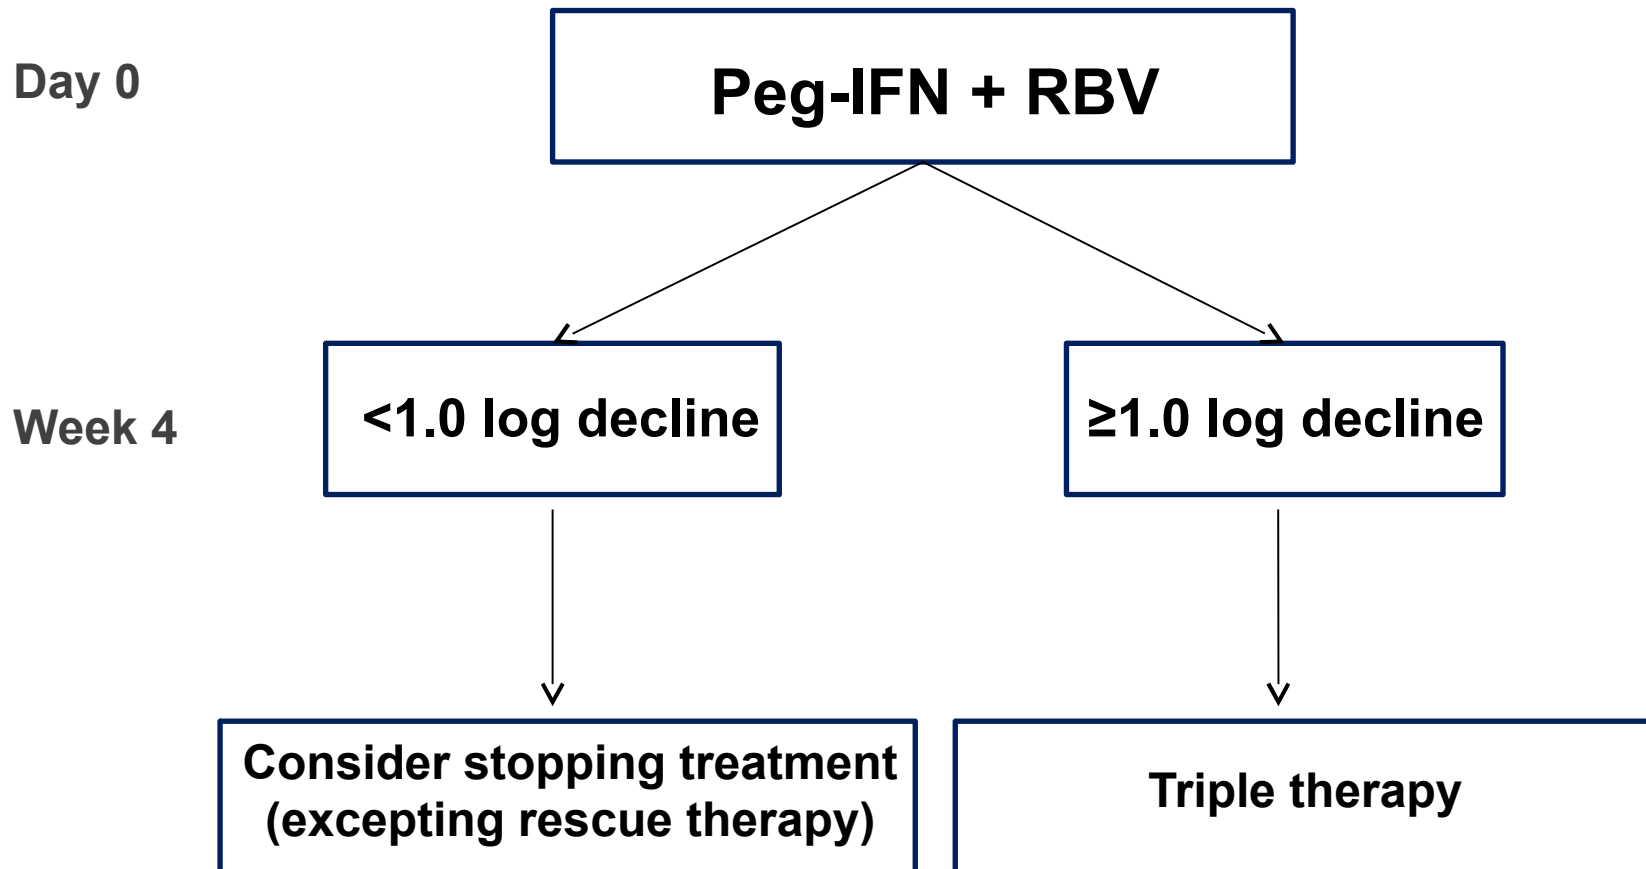 Day 0
Peg-IFN + RBV
Week 4
<1.0 log decline
≥1.0 log decline
Consider stopping treatment
(excepting rescue therapy)
Triple therapy